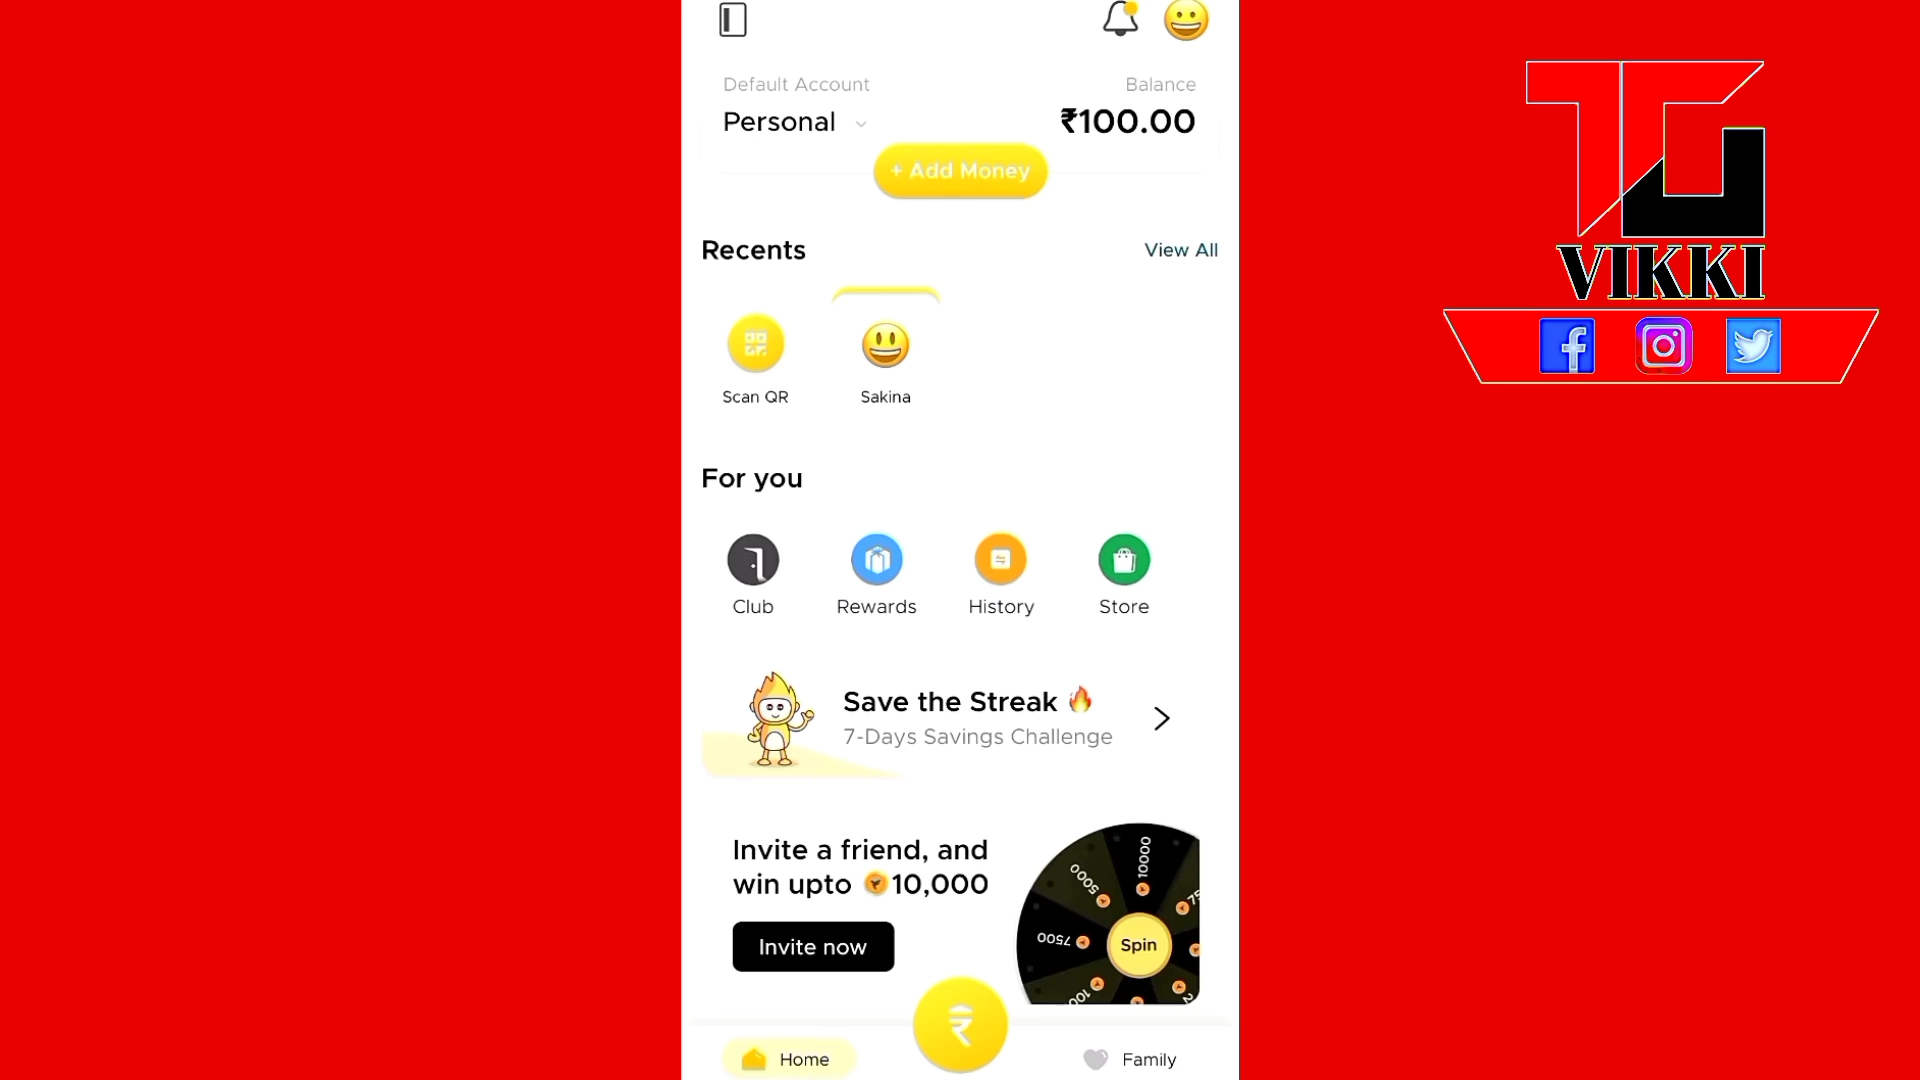 Default Account
Balance
Personal
₹100.00
+ Add Money
Recents
View All
Scan QR
Sakina
For you
Club
Rewards
History
Store
Save the Streak 🔥
7-Days Savings Challenge
Invite a friend, and
win upto 10,000
Invite now
10000
5000
7500
Spin
Home
Family
TG
VIKKI